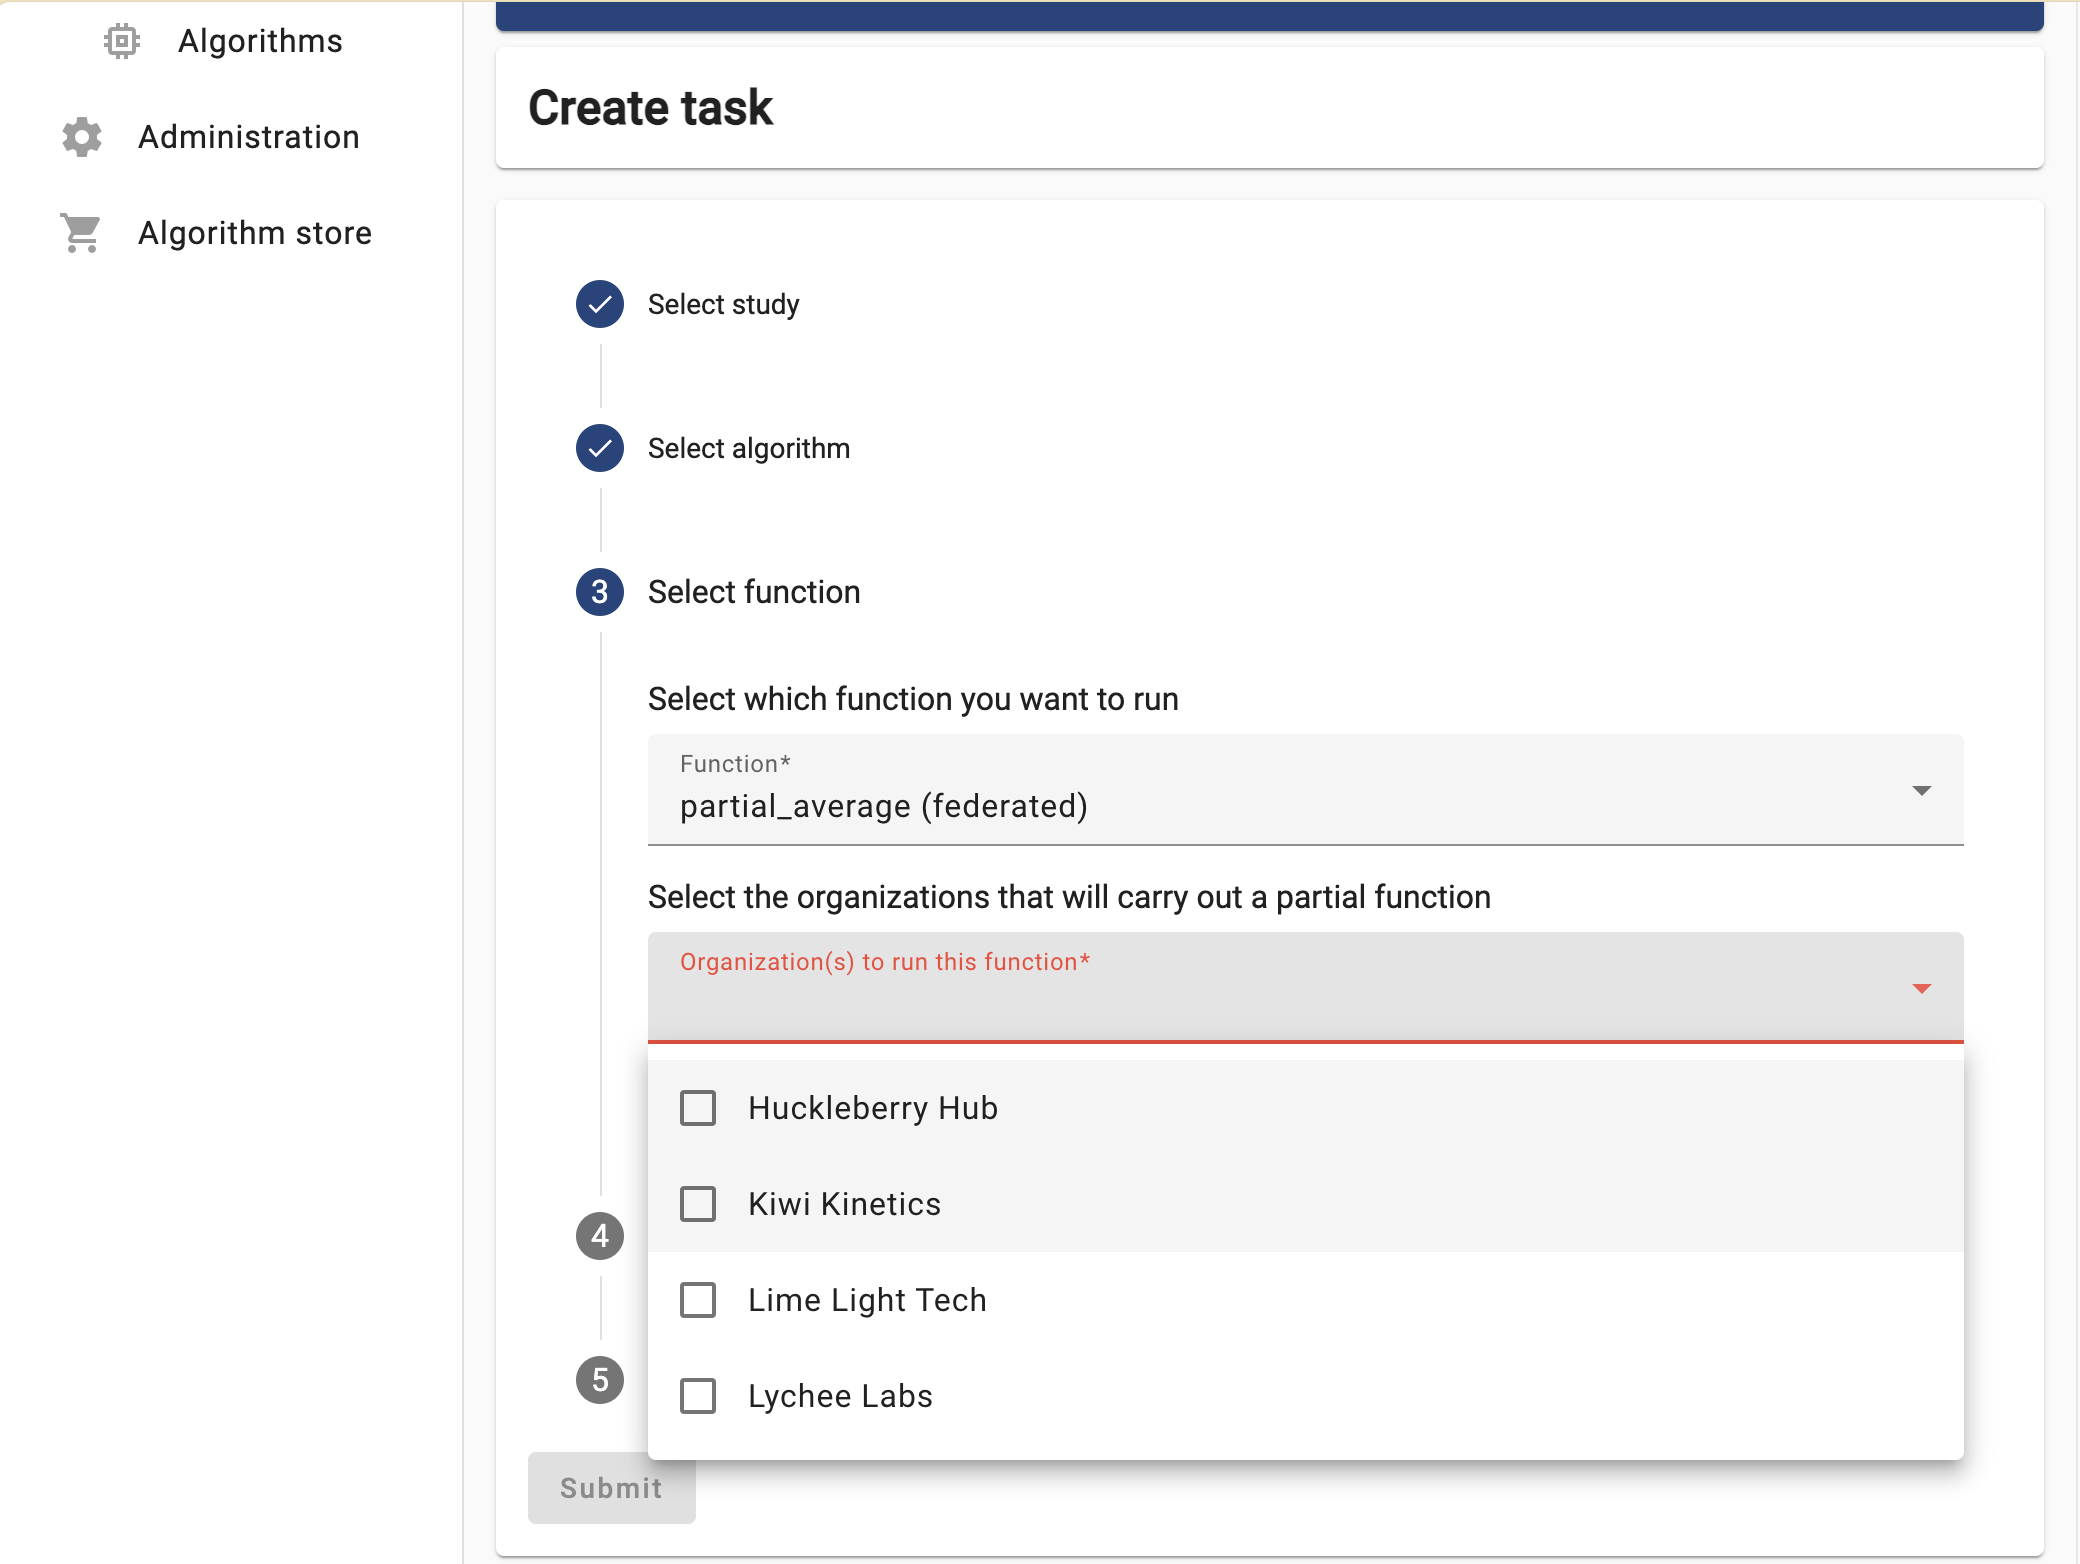 Algorithms
Administration
Algorithm store
Create task
Select study
Select algorithm
3 Select function
Select which function you want to run
Function*
partial_average (federated)
Select the organizations that will carry out a partial function
Organization(s) to run this function*
Huckleberry Hub
Kiwi Kinetics
4
Lime Light Tech
5
Lychee Labs
Submit